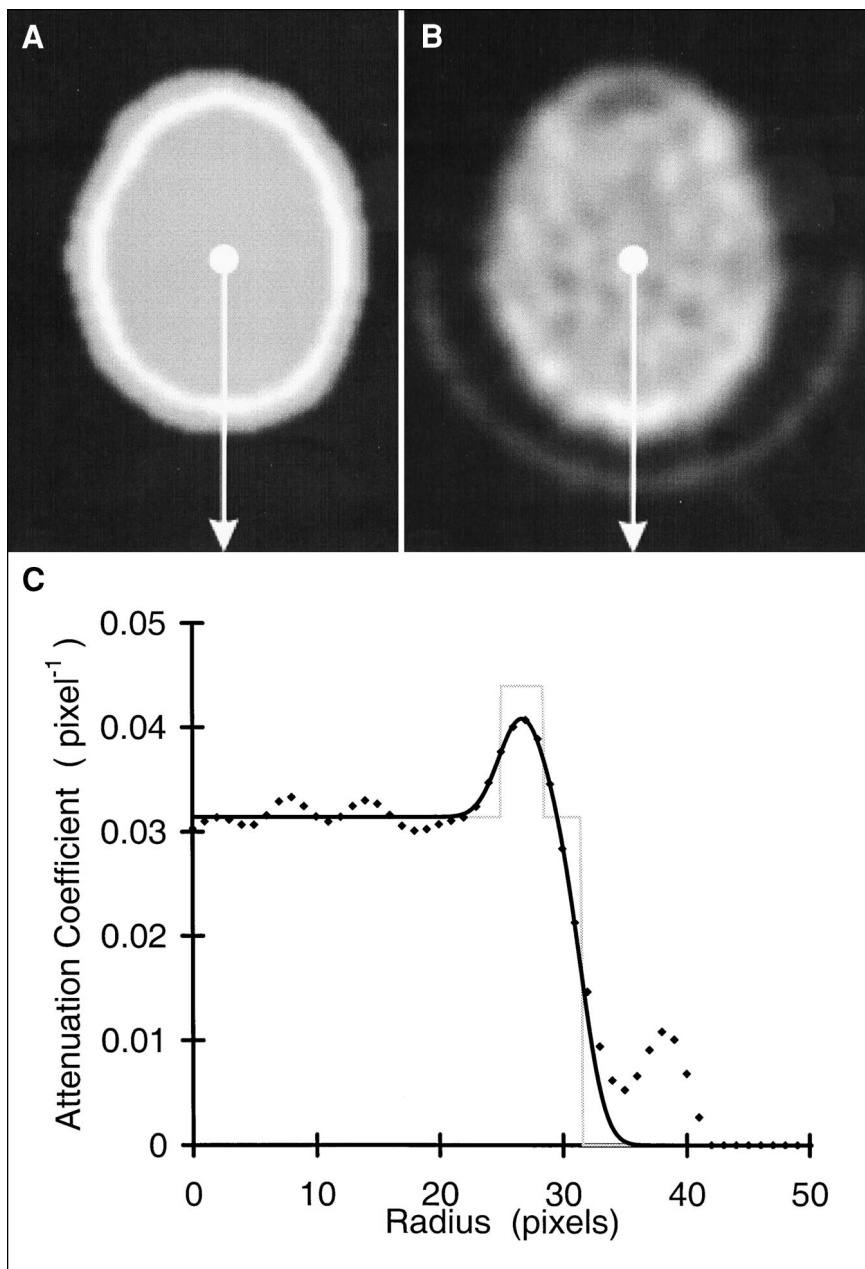 A
B
C
Attenuation Coefficient ( pixel⁻¹ )
0.05
0.04
0.03
0.02
0.01
0
0 10 20 30 40 50
Radius (pixels)